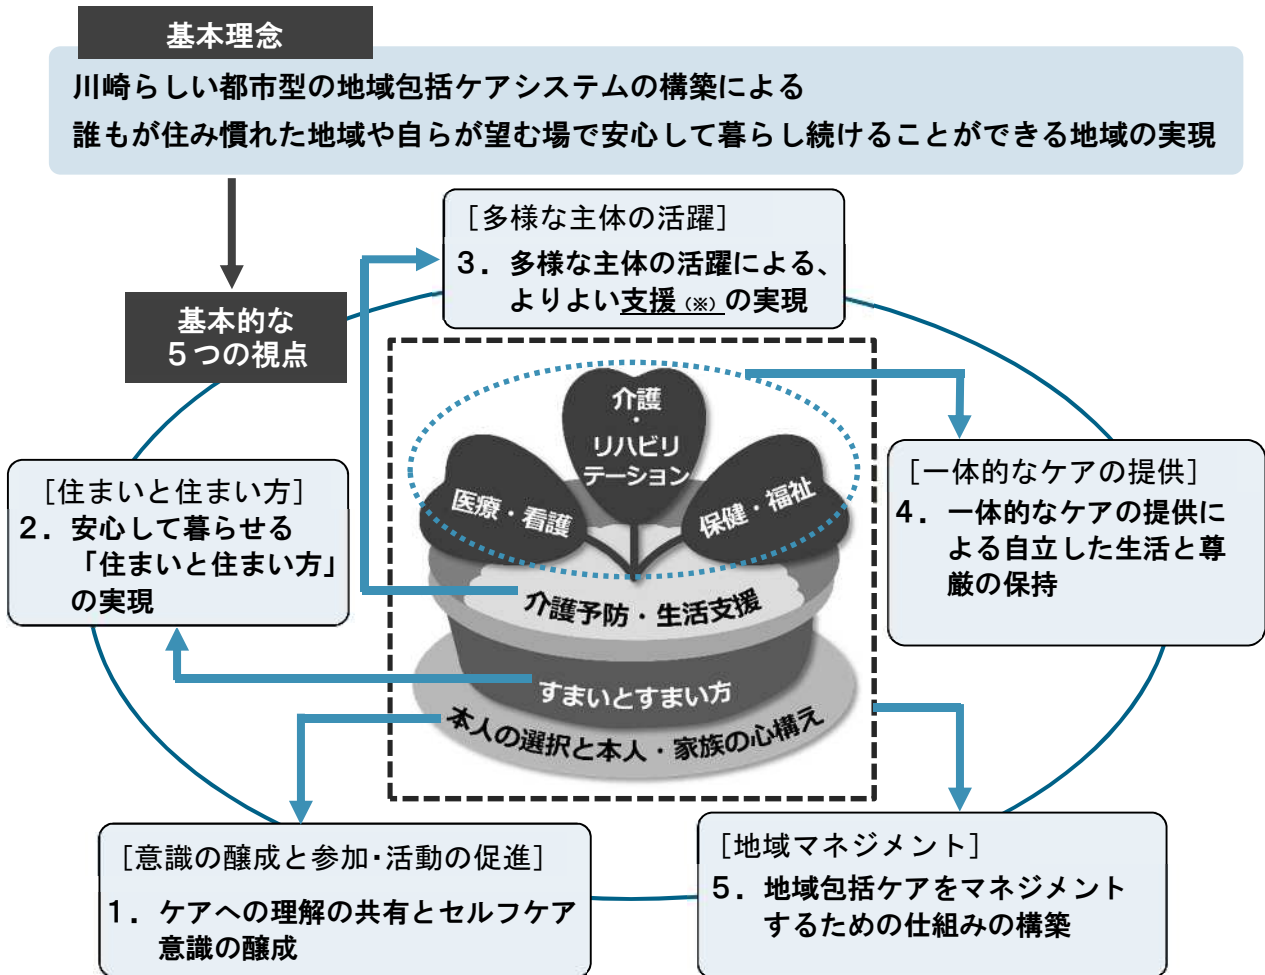 基本理念
川崎らしい都市型の地域包括ケアシステムの構築による
誰もが住み慣れた地域や自らが望む場で安心して暮らし続けることができる地域の実現
基本的な
５つの視点
［多様な主体の活躍］
３．多様な主体の活躍による、
よりよい支援（※）の実現
［住まいと住まい方］
２．安心して暮らせる
「住まいと住まい方」
の実現
［一体的なケアの提供］
４．一体的なケアの提供に
よる自立した生活と尊
厳の保持
介護
・
リハビリ
テーション
医療・看護
保健・福祉
介護予防・生活支援
すまいとすまい方
本人の選択と本人・家族の心構え
［意識の醸成と参加･活動の促進］
１．ケアへの理解の共有とセルフケア
意識の醸成
［地域マネジメント］
５．地域包括ケアをマネジメント
するための仕組みの構築